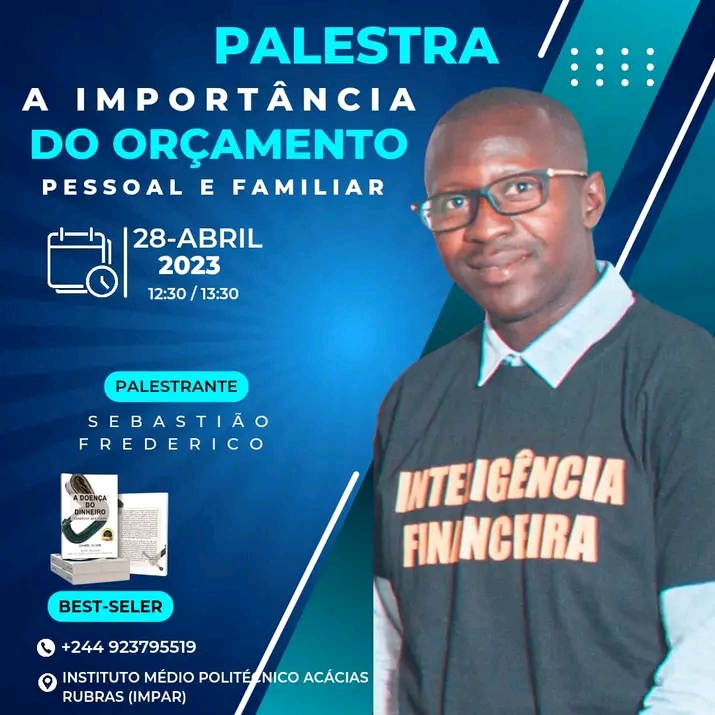 PALESTRA
A IMPORTÂNCIA
DO ORÇAMENTO
PESSOAL E FAMILIAR
28-ABRIL
2023
12:30 / 13:30
PALESTRANTE
SEBASTIÃO
FREDERICO
INTELIGÊNCIA
FINANCEIRA
A DOENÇA
DO
DINHEIRO
BEST-SELER
+244 923795519
INSTITUTO MÉDIO POLITÉCNICO ACÁCIAS
RUBRAS (IMPAR)